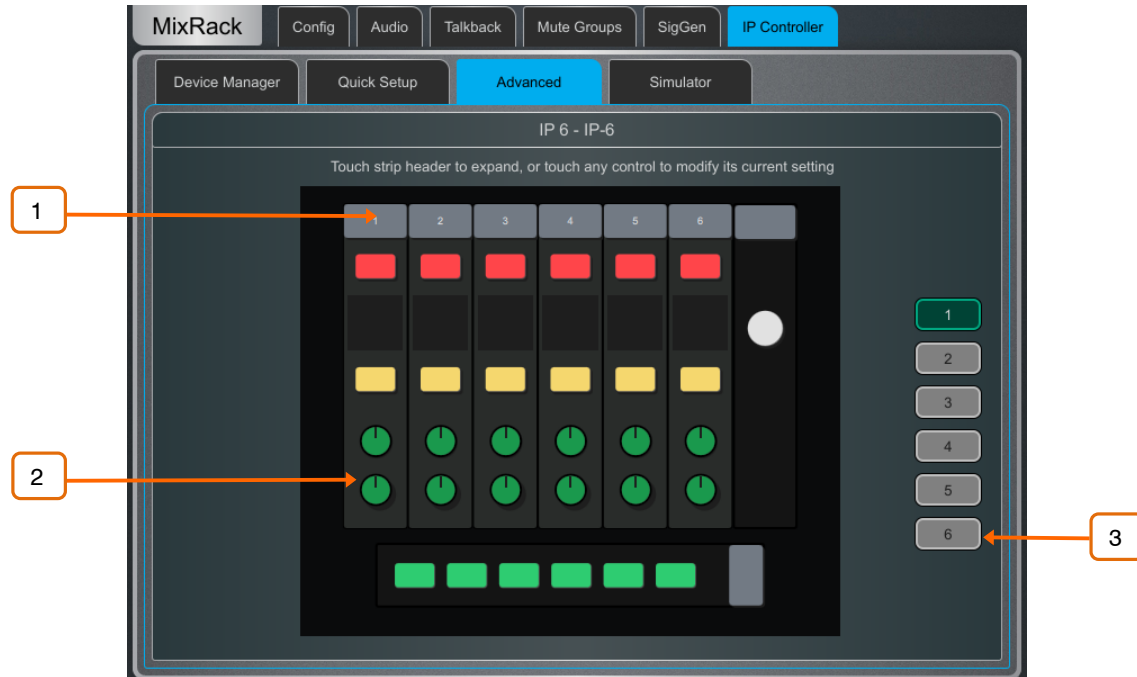 MixRack Config Audio Talkback Mute Groups SigGen IP Controller
Device Manager Quick Setup Advanced Simulator
IP 6 - IP-6
Touch strip header to expand, or touch any control to modify its current setting
1
1 2 3 4 5 6
1
2
3
4
2
5
6
3